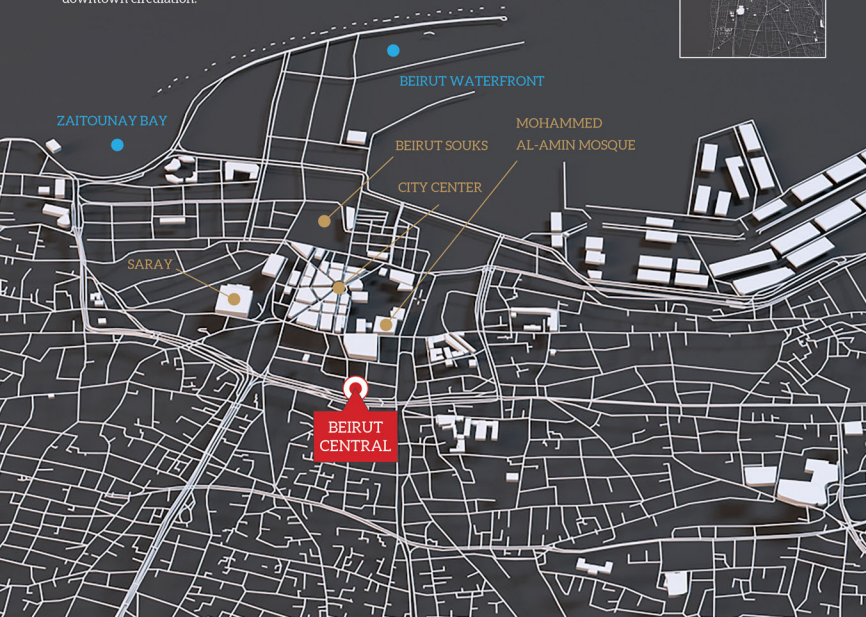 downtown circulation.
BEIRUT WATERFRONT
ZAITOUNAY BAY
MOHAMMED
AL-AMIN MOSQUE
BEIRUT SOUKS
CITY CENTER
SARAY
BEIRUT
CENTRAL